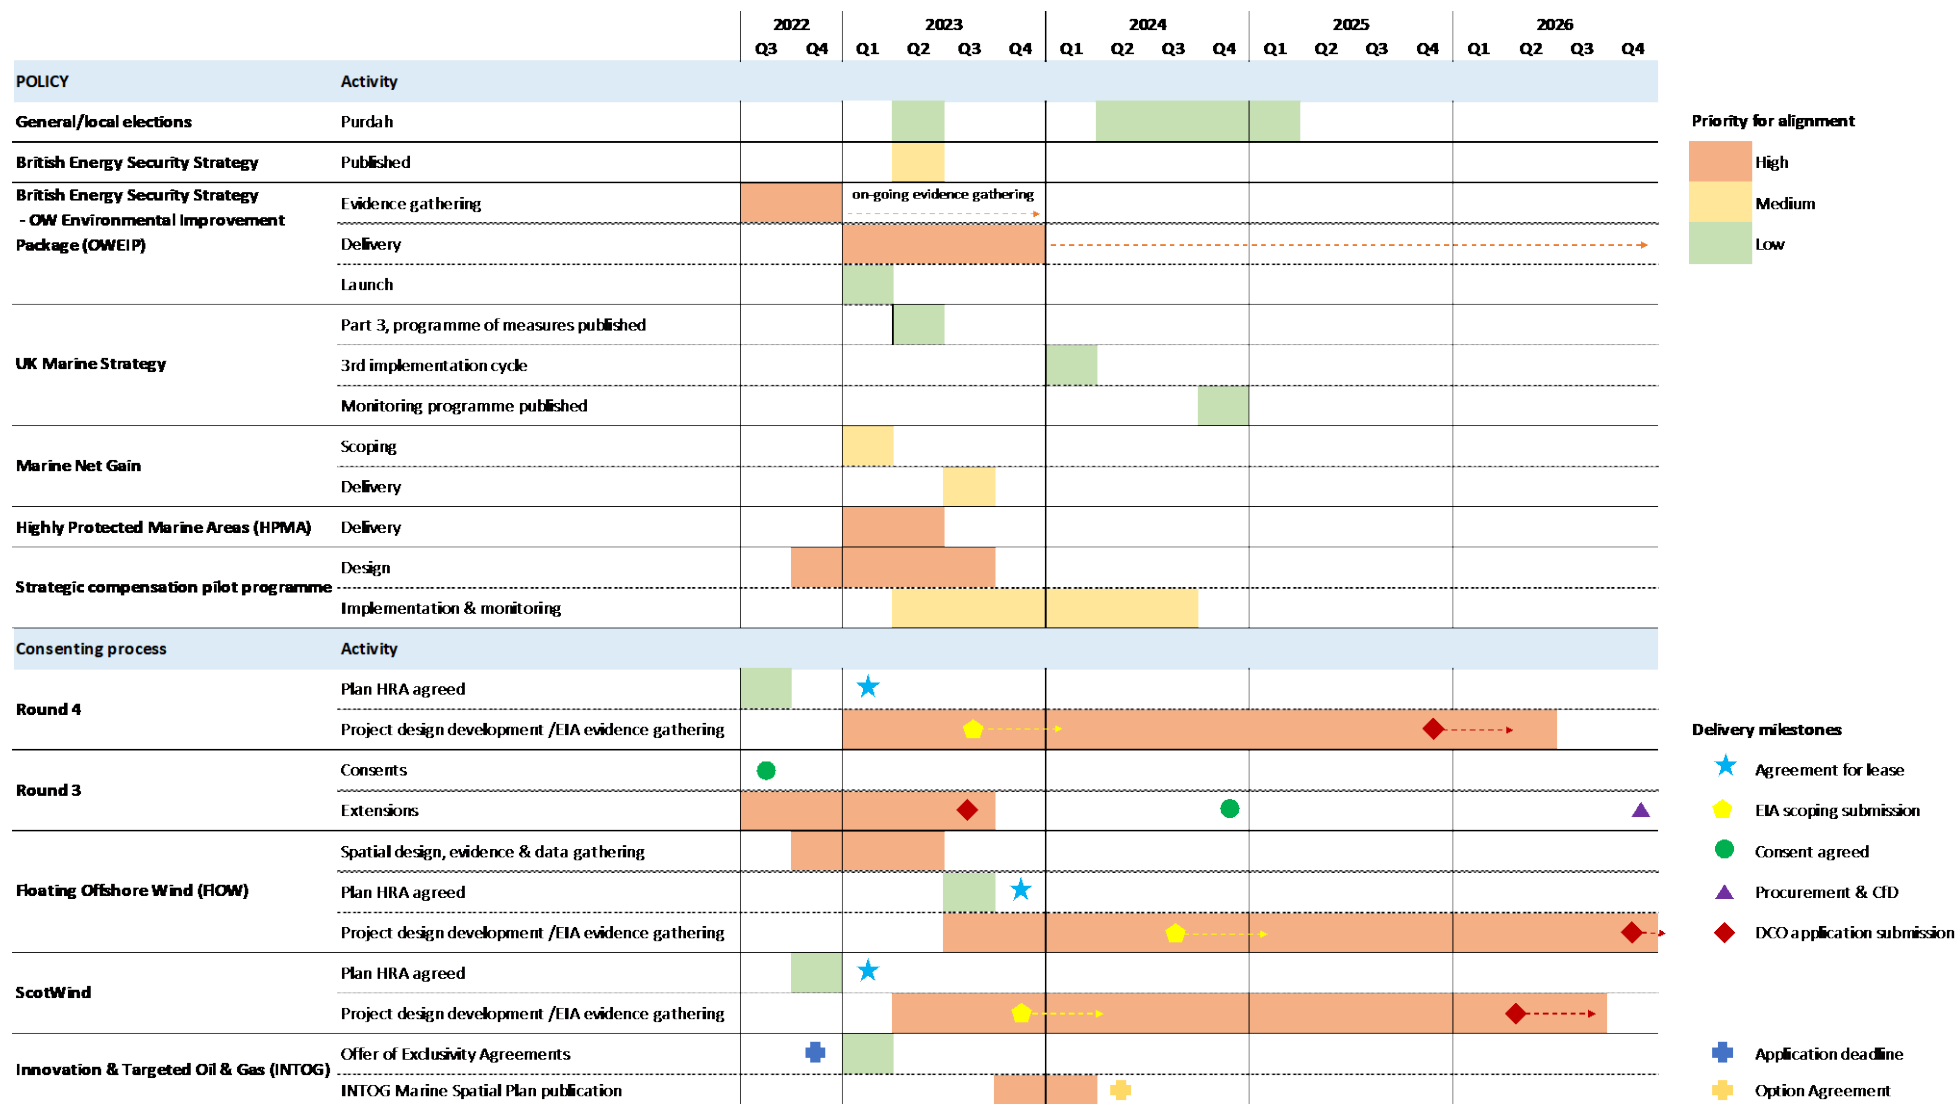 2022 2023 2024 2025 2026
Q3 Q4 Q1 Q2 Q3 Q4 Q1 Q2 Q3 Q4 Q1 Q2 Q3 Q4 Q1 Q2 Q3 Q4
POLICY Activity
General/local elections Purdah
British Energy Security Strategy Published
British Energy Security Strategy
- OW Environmental Improvement
Package (OWEIP)
Evidence gathering on-going evidence gathering
Delivery
Launch
UK Marine Strategy
Part 3, programme of measures published
3rd implementation cycle
Monitoring programme published
Marine Net Gain
Scoping
Delivery
Highly Protected Marine Areas (HPMA) Delivery
Strategic compensation pilot programme
Design
Implementation & monitoring
Consenting process Activity
Round 4
Plan HRA agreed
Project design development /EIA evidence gathering
Round 3
Consents
Extensions
Floating Offshore Wind (FlOW)
Spatial design, evidence & data gathering
Plan HRA agreed
Project design development /EIA evidence gathering
ScotWind
Plan HRA agreed
Project design development /EIA evidence gathering
Innovation & Targeted Oil & Gas (INTOG)
Offer of Exclusivity Agreements
INTOG Marine Spatial Plan publication
Priority for alignment
High
Medium
Low
Delivery milestones
Agreement for lease
EIA scoping submission
Consent agreed
Procurement & CfD
DCO application submission
Application deadline
Option Agreement